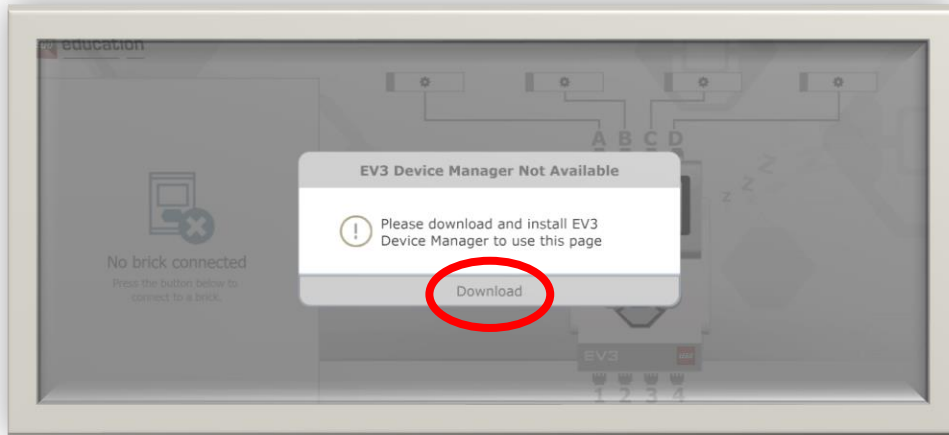 education
A B C D
EV3 Device Manager Not Available
Please download and install EV3
Device Manager to use this page
Download
No brick connected
Press the button below to
connect to a brick.
z z z
EV3
1 2 3 4